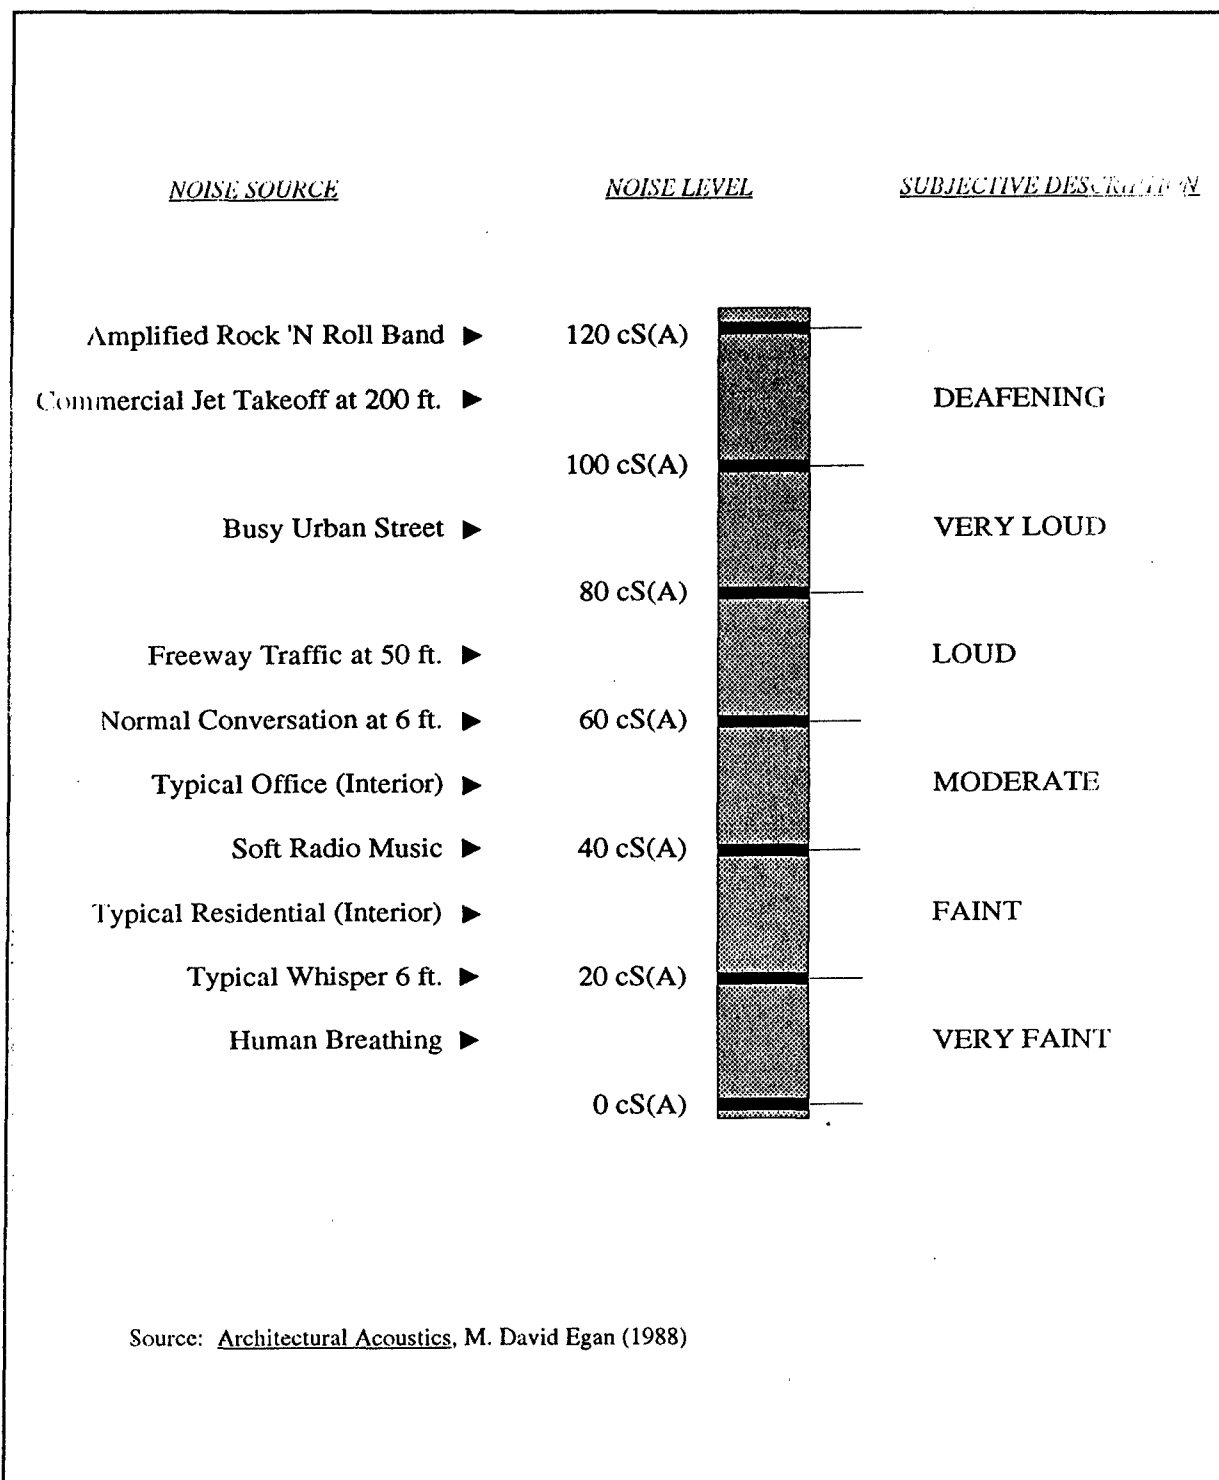 NOISE SOURCE NOISE LEVEL SUBJECTIVE DESCRIPTION
Amplified Rock 'N Roll Band ► 120 cS(A)
Commercial Jet Takeoff at 200 ft. ► DEAFENING
100 cS(A)
Busy Urban Street ► VERY LOUD
80 cS(A)
Freeway Traffic at 50 ft. ► LOUD
Normal Conversation at 6 ft. ► 60 cS(A)
Typical Office (Interior) ► MODERATE
Soft Radio Music ► 40 cS(A)
Typical Residential (Interior) ► FAINT
Typical Whisper 6 ft. ► 20 cS(A)
Human Breathing ► VERY FAINT
0 cS(A)
Source: Architectural Acoustics, M. David Egan (1988)